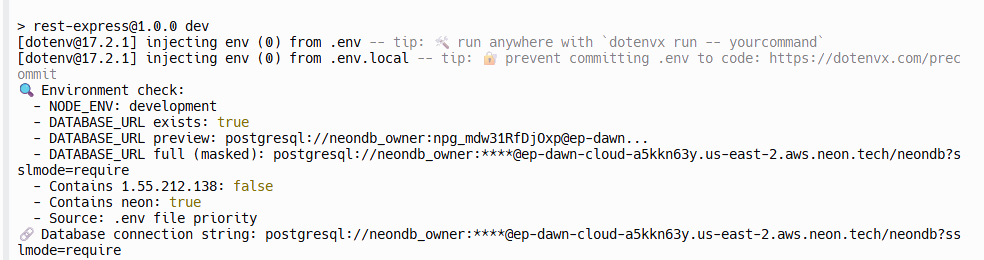 > rest-express@1.0.0 dev
[dotenv@17.2.1] injecting env (0) from .env -- tip: 🛠️ run anywhere with `dotenvx run -- yourcommand`
[dotenv@17.2.1] injecting env (0) from .env.local -- tip: 🔐 prevent committing .env to code: https://dotenvx.com/prec
ommit
🔍 Environment check:
- NODE_ENV: development
- DATABASE_URL exists: true
- DATABASE_URL preview: postgresql://neondb_owner:npg_mdw31RfDjOxp@ep-dawn...
- DATABASE_URL full (masked): postgresql://neondb_owner:****@ep-dawn-cloud-a5kkn63y.us-east-2.aws.neon.tech/neondb?s
slmode=require
- Contains 1.55.212.138: false
- Contains neon: true
- Source: .env file priority
🔗 Database connection string: postgresql://neondb_owner:****@ep-dawn-cloud-a5kkn63y.us-east-2.aws.neon.tech/neondb?ss
lmode=require